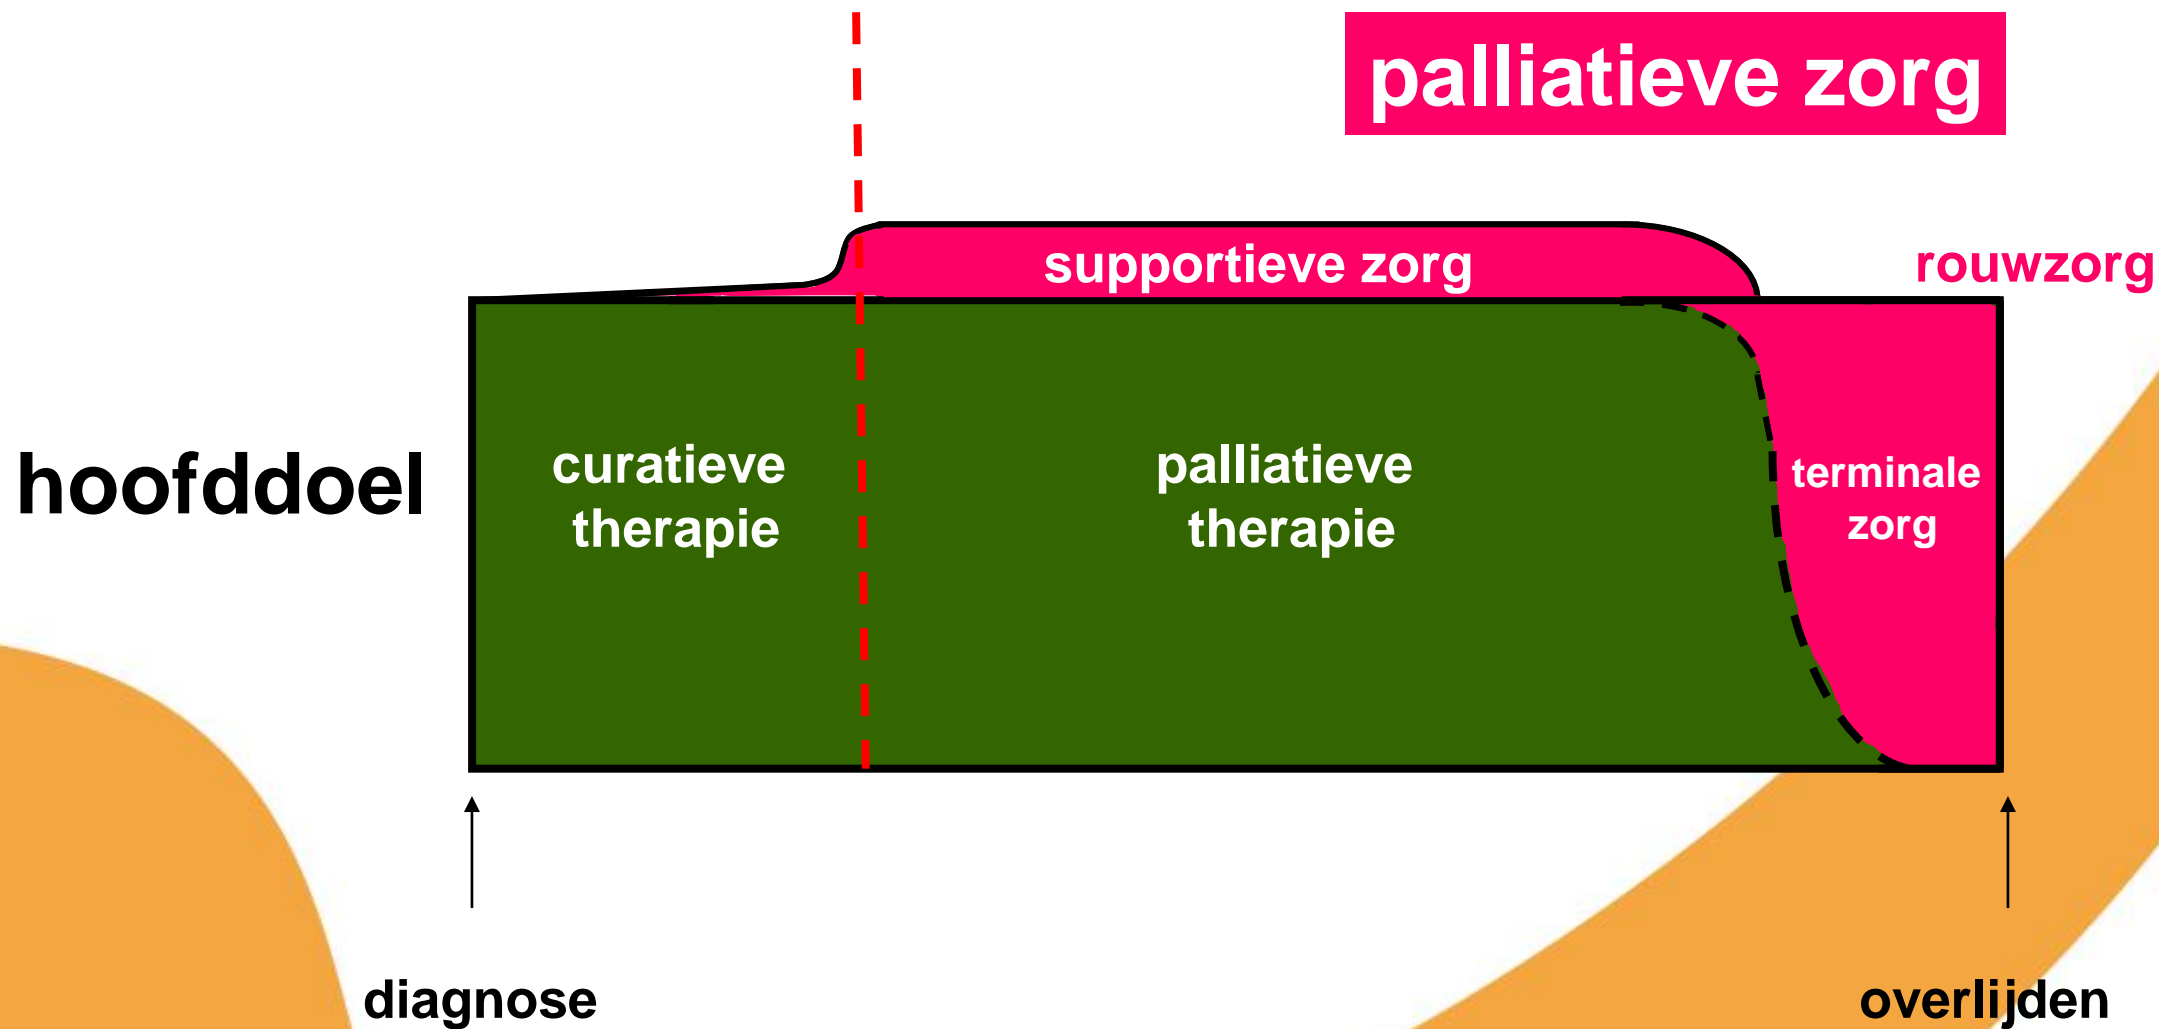 palliatieve zorg
supportieve zorg
rouwzorg
hoofddoel
curatieve
therapie
palliatieve
therapie
terminale
zorg
diagnose
overlijden